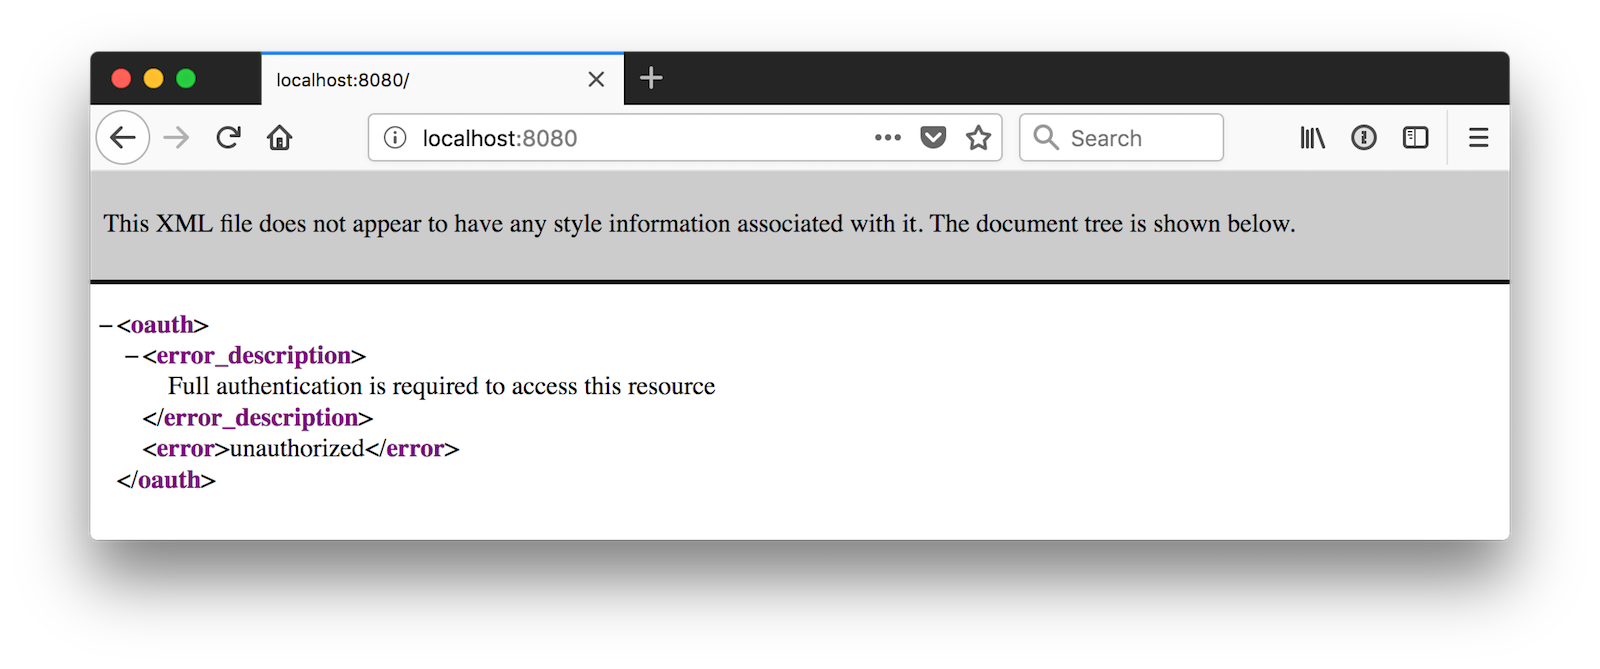 localhost:8080/
localhost:8080
Search
This XML file does not appear to have any style information associated with it. The document tree is shown below.
–<oauth>
–<error_description>
Full authentication is required to access this resource
</error_description>
<error>unauthorized</error>
</oauth>